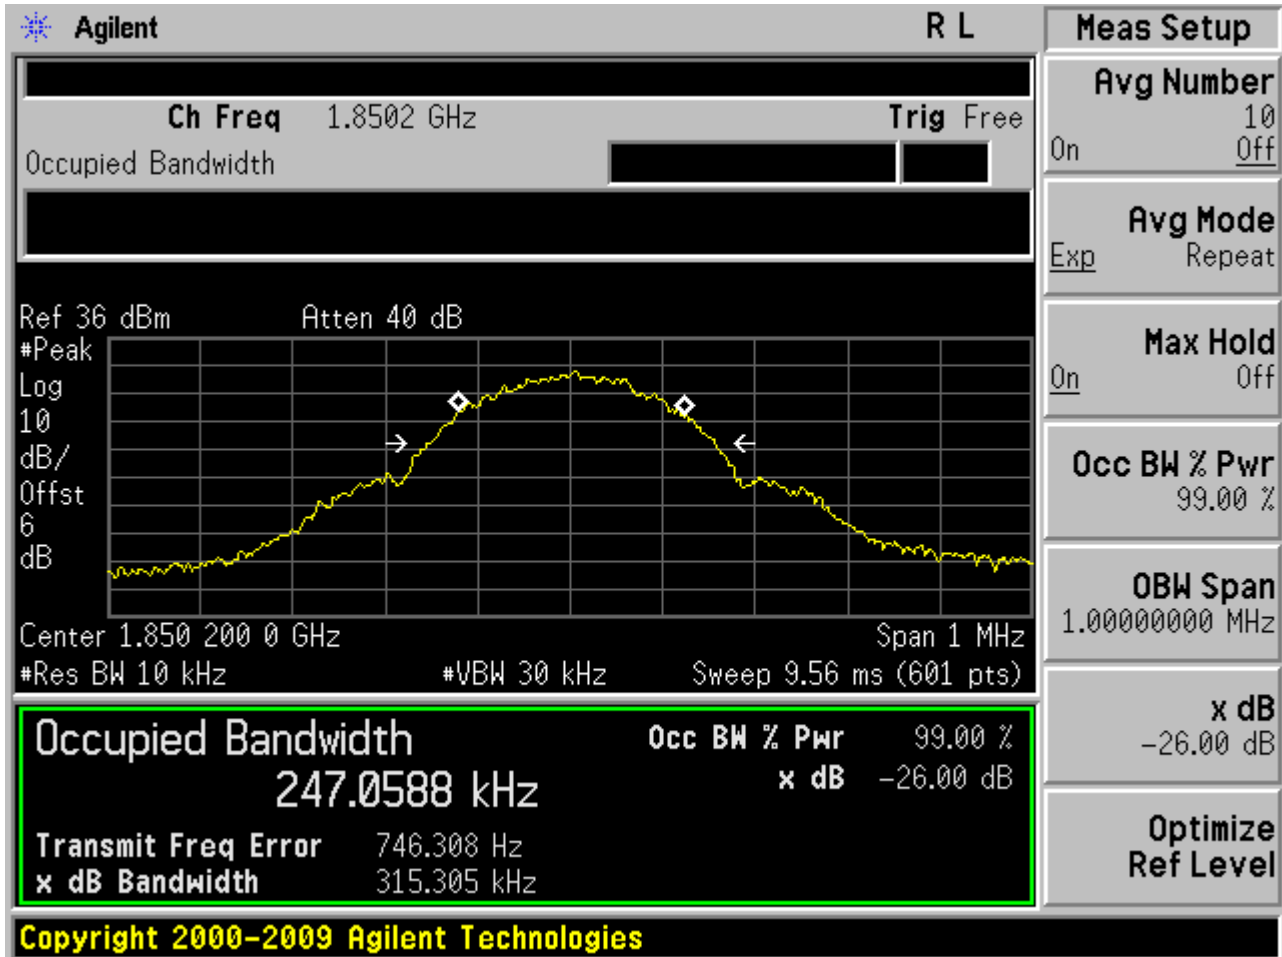 Agilent R L
Meas Setup
Ch Freq 1.8502 GHz Trig Free
Occupied Bandwidth
Ref 36 dBm Atten 40 dB
#Peak
Log
10
dB/
Offst
6
dB
Center 1.850 200 0 GHz Span 1 MHz
#Res BW 10 kHz #VBW 30 kHz Sweep 9.56 ms (601 pts)
Occupied Bandwidth
247.0588 kHz
Occ BW % Pwr 99.00 %
x dB -26.00 dB
Transmit Freq Error 746.308 Hz
x dB Bandwidth 315.305 kHz
Avg Number
10
On Off
Avg Mode
Exp Repeat
Max Hold
On Off
Occ BW % Pwr
99.00 %
OBW Span
1.00000000 MHz
x dB
-26.00 dB
Optimize
Ref Level
Copyright 2000-2009 Agilent Technologies